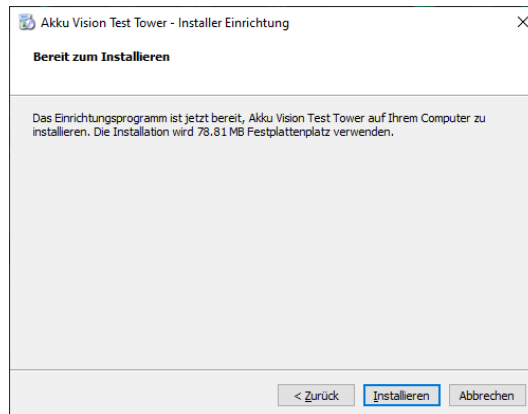 Akku Vision Test Tower - Installer Einrichtung
Bereit zum Installieren
Das Einrichtungsprogramm ist jetzt bereit, Akku Vision Test Tower auf Ihrem Computer zu
installieren. Die Installation wird 78.81 MB Festplattenplatz verwenden.
< Zurück Installieren Abbrechen